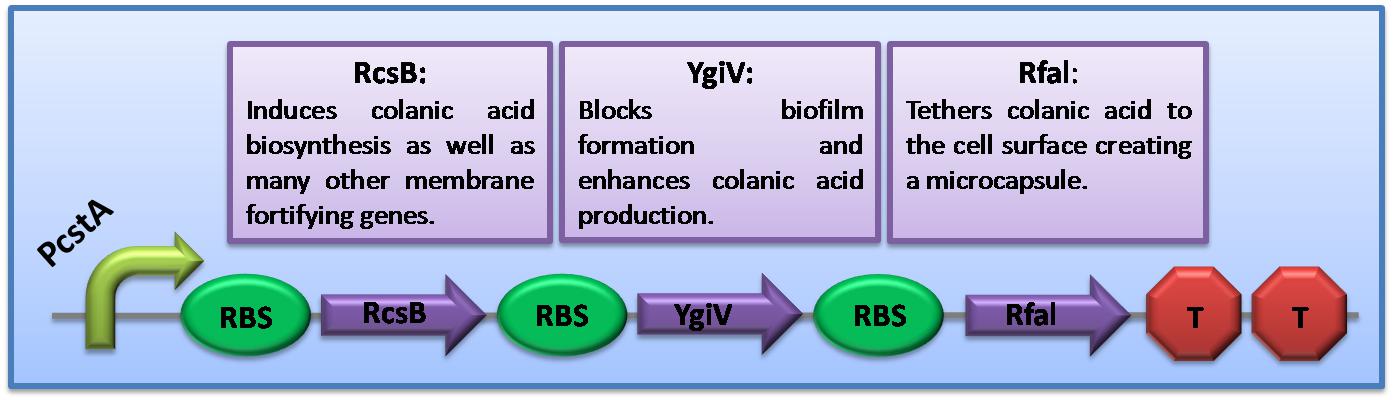 RcsB:
Induces colanic acid
biosynthesis as well as
many other membrane
fortifying genes.
YgiV:
Blocks biofilm
formation and
enhances colanic acid
production.
Rfal:
Tethers colanic acid to
the cell surface creating
a microcapsule.
PcstA
RBS RcsB RBS YgiV RBS Rfal T T